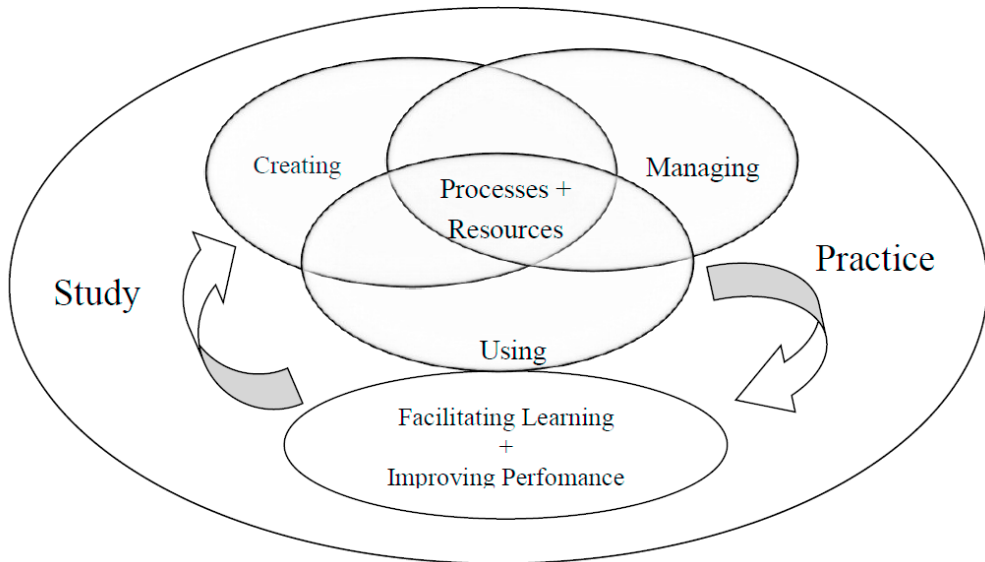 Creating
Managing
Processes +
Resources
Study
Practice
Using
Facilitating Learning
+
Improving Perfomance